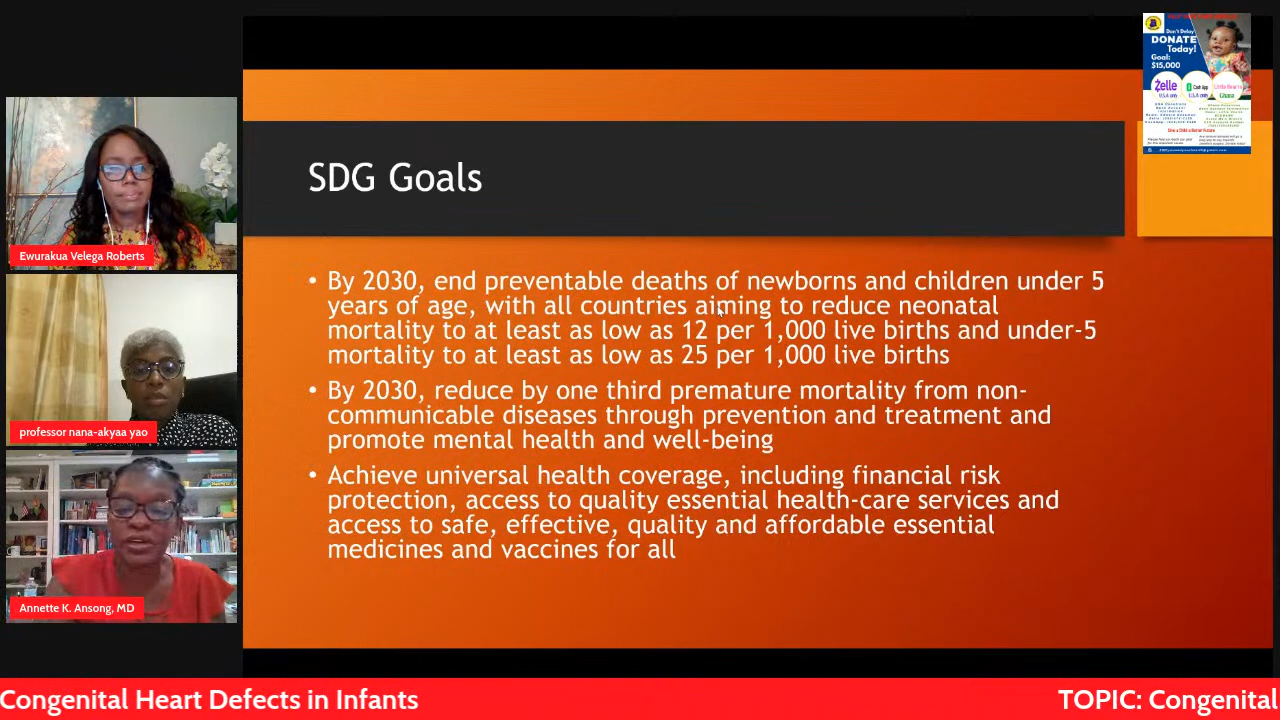 SDG Goals
• By 2030, end preventable deaths of newborns and children under 5
years of age, with all countries aiming to reduce neonatal
mortality to at least as low as 12 per 1,000 live births and under-5
mortality to at least as low as 25 per 1,000 live births
• By 2030, reduce by one third premature mortality from non-
communicable diseases through prevention and treatment and
promote mental health and well-being
• Achieve universal health coverage, including financial risk
protection, access to quality essential health-care services and
access to safe, effective, quality and affordable essential
medicines and vaccines for all
Ewurakua Velega Roberts
professor nana-akyaa yao
Annette K. Ansong, MD
Don't Delay!
DONATE
Today!
Goal:
$15,000
Zelle
Cash App
U.S.A only
U.S.A only
Ghana
Congenital Heart Defects in Infants
TOPIC: Congenital